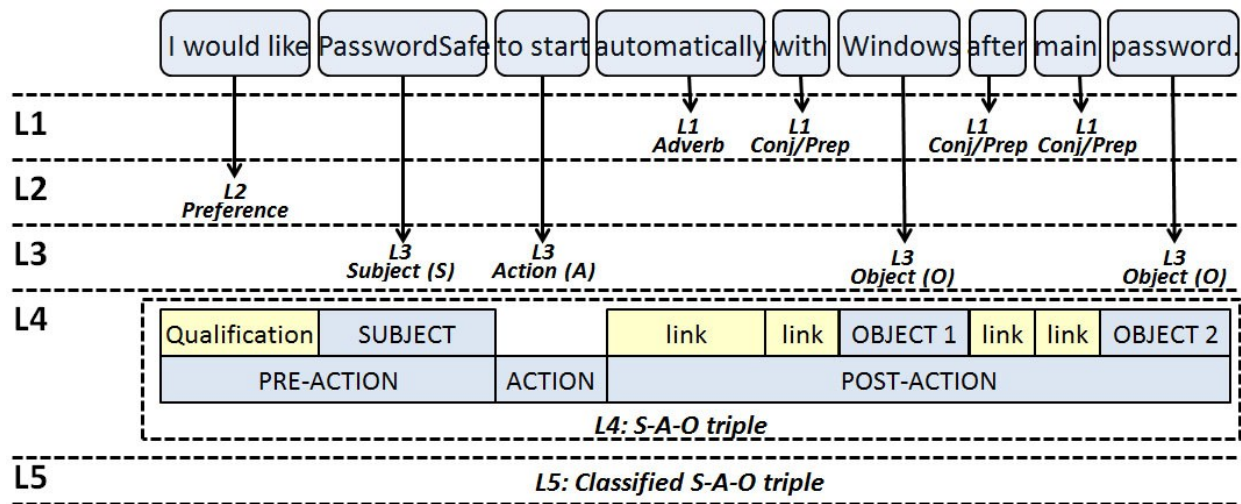 I would like PasswordSafe to start automatically with Windows after main password.
L1
L1 L1 L1 L1
Adverb Conj/Prep Conj/Prep Conj/Prep
L2
L2
Preference
L3
L3 L3 L3 L3
Subject (S) Action (A) Object (O) Object (O)
L4
Qualification SUBJECT link link OBJECT 1 link link OBJECT 2
PRE-ACTION ACTION POST-ACTION
L4: S-A-O triple
L5
L5: Classified S-A-O triple